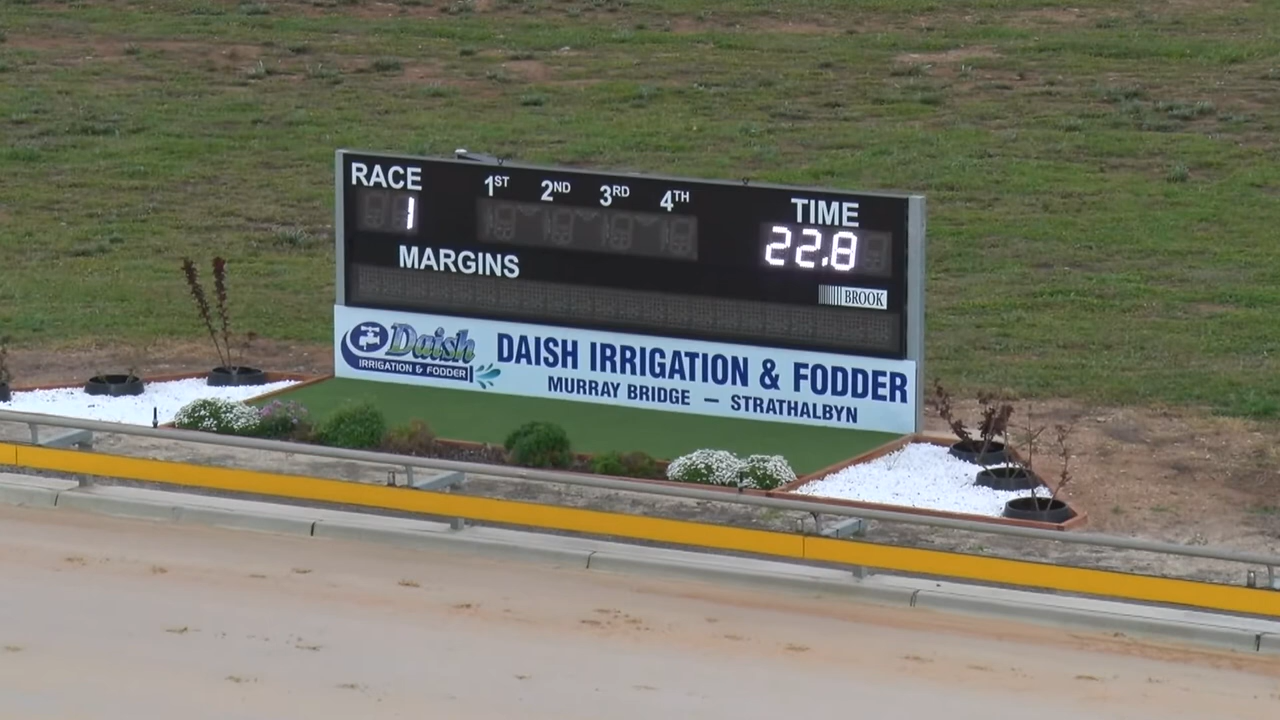 RACE 1ST 2ND 3RD 4TH TIME
1 22.8
MARGINS
BROOK
Daish
IRRIGATION & FODDER
DAISH IRRIGATION & FODDER
MURRAY BRIDGE — STRATHALBYN